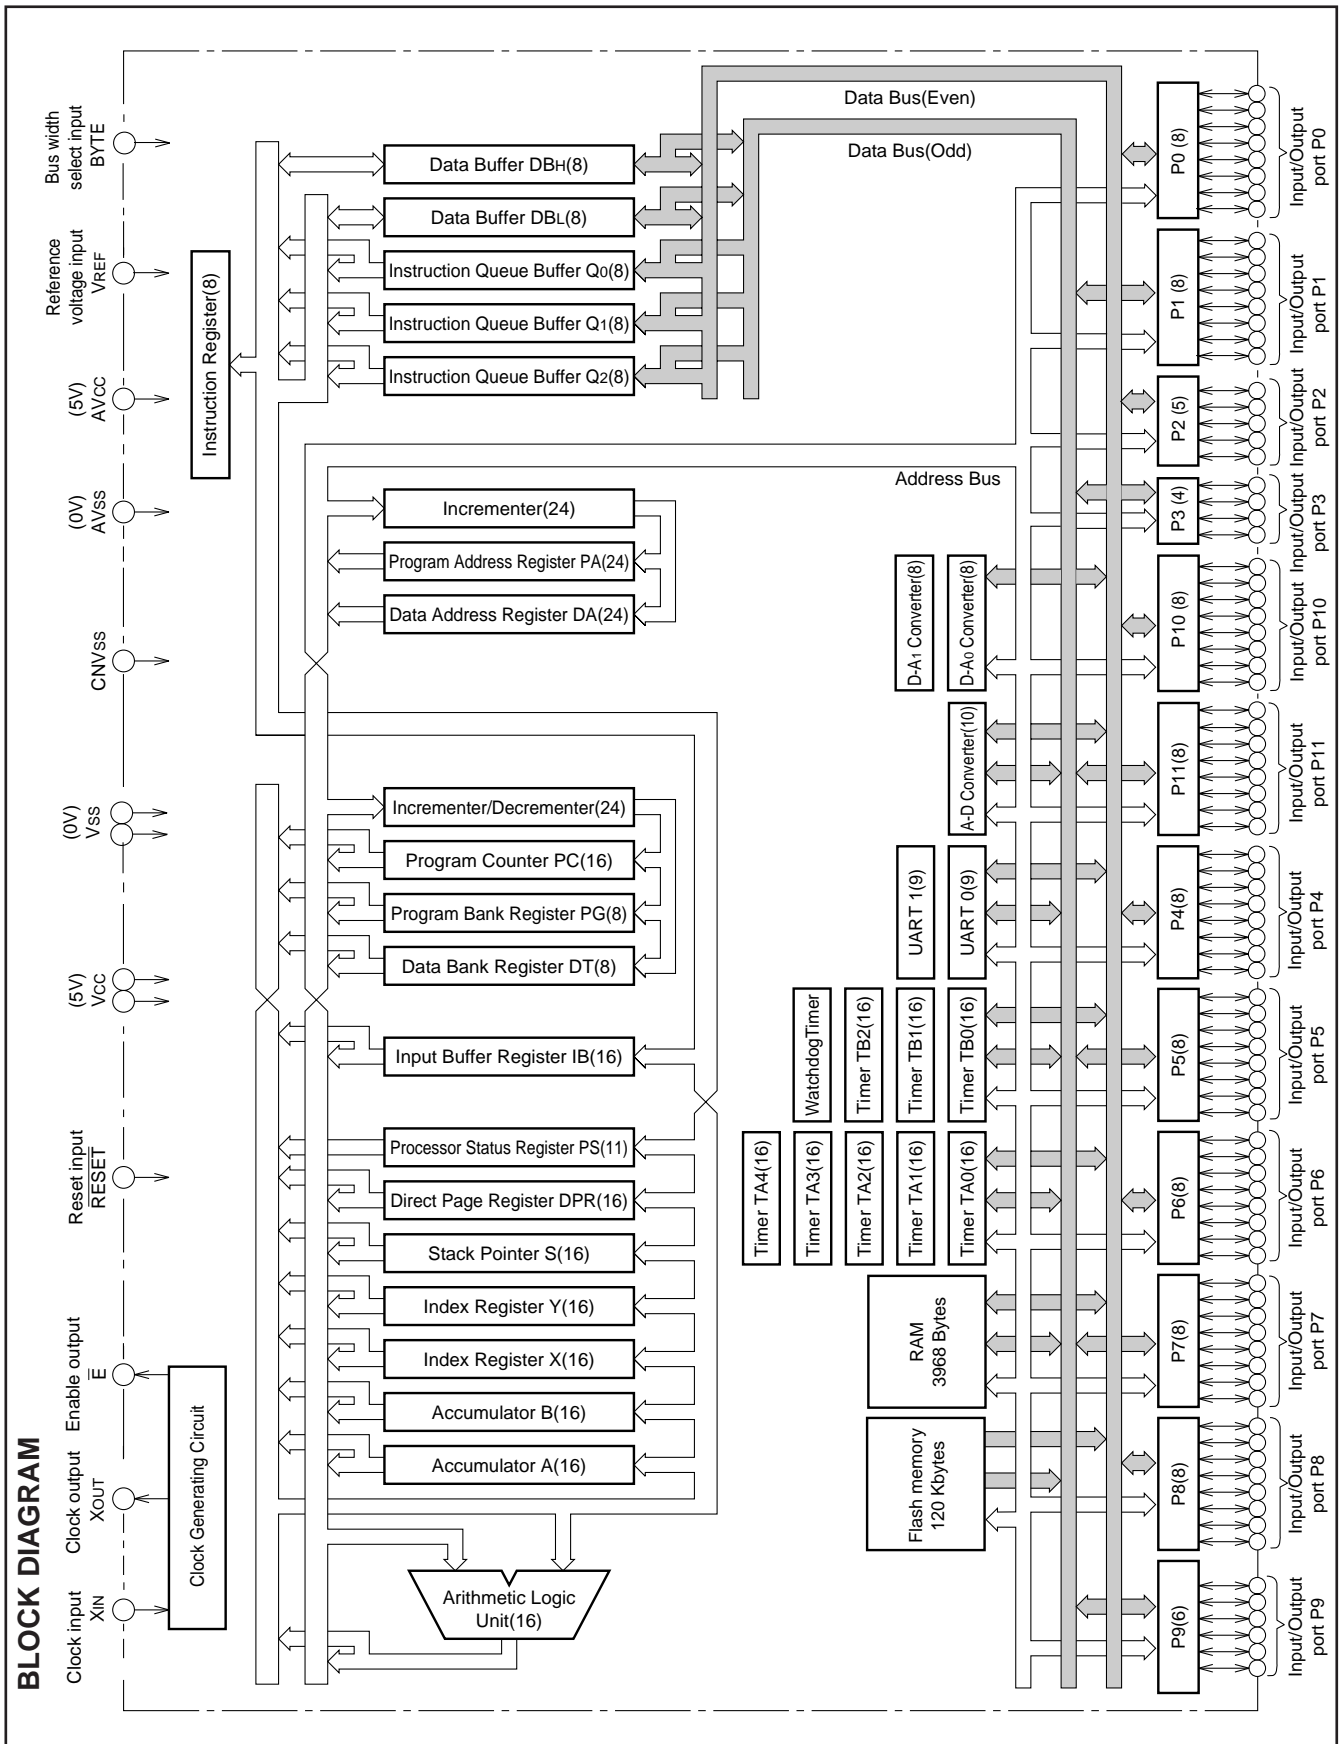 BLOCK DIAGRAM
Clock input
XIN
Clock output
XOUT
Enable output
E
Reset input
RESET
(5V)
VCC
(0V)
VSS
CNVSS
(0V)
AVSS
(5V)
AVCC
Reference
voltage input
VREF
Bus width
select input
BYTE
Clock Generating Circuit
Instruction Register(8)
Data Buffer DBH(8)
Data Buffer DBL(8)
Instruction Queue Buffer Q0(8)
Instruction Queue Buffer Q1(8)
Instruction Queue Buffer Q2(8)
Incrementer(24)
Program Address Register PA(24)
Data Address Register DA(24)
Incrementer/Decrementer(24)
Program Counter PC(16)
Program Bank Register PG(8)
Data Bank Register DT(8)
Input Buffer Register IB(16)
Processor Status Register PS(11)
Direct Page Register DPR(16)
Stack Pointer S(16)
Index Register Y(16)
Index Register X(16)
Accumulator B(16)
Accumulator A(16)
Arithmetic Logic
Unit(16)
Data Bus(Even)
Data Bus(Odd)
Address Bus
D-A1 Converter(8)
D-A0 Converter(8)
A-D Converter(10)
UART 1(9)
UART 0(9)
WatchdogTimer
Timer TB2(16)
Timer TB1(16)
Timer TB0(16)
Timer TA4(16)
Timer TA3(16)
Timer TA2(16)
Timer TA1(16)
Timer TA0(16)
RAM
3968 Bytes
Flash memory
120 Kbytes
P0 (8)
P1 (8)
P2 (5)
P3 (4)
P10 (8)
P11(8)
P4(8)
P5(8)
P6(8)
P7(8)
P8(8)
P9(6)
Input/Output
port P0
Input/Output
port P1
Input/Output
port P2
Input/Output
port P3
Input/Output
port P10
Input/Output
port P11
Input/Output
port P4
Input/Output
port P5
Input/Output
port P6
Input/Output
port P7
Input/Output
port P8
Input/Output
port P9